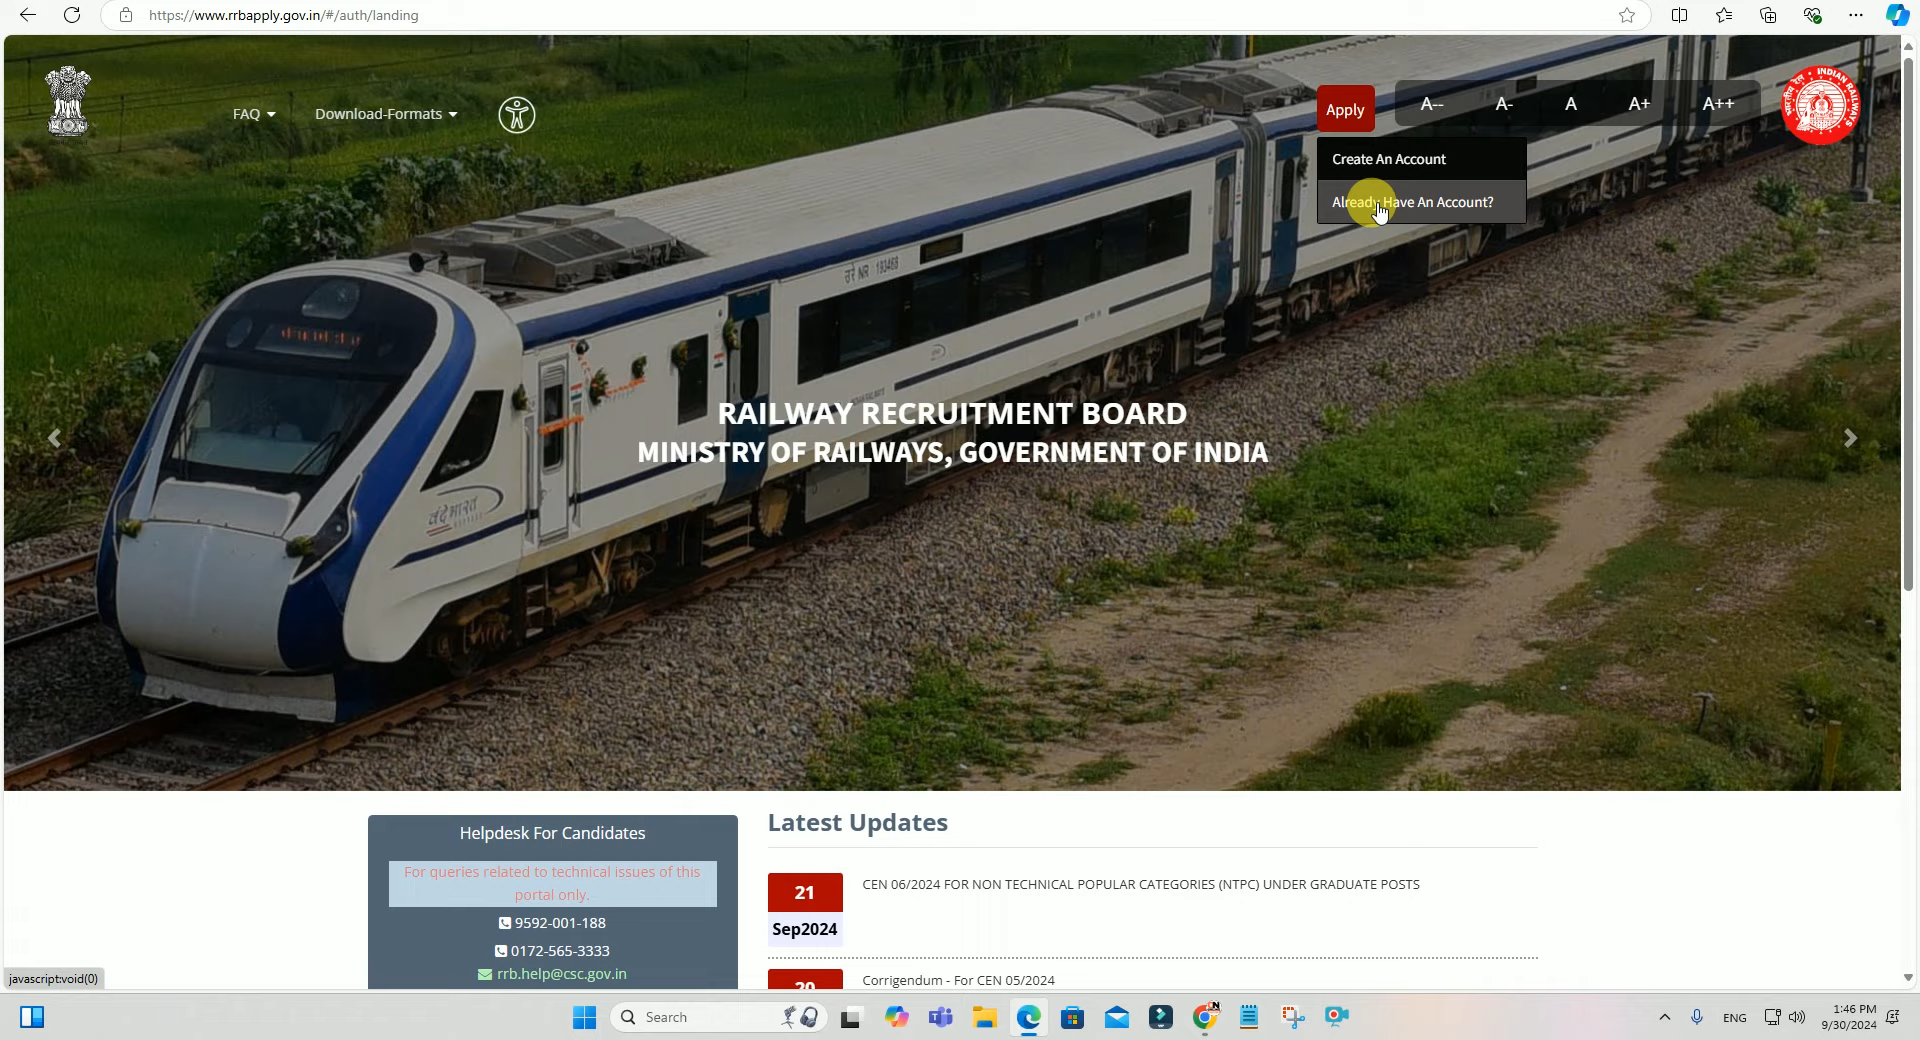 https://www.rrbapply.gov.in/#/auth/landing
FAQ
Download-Formats
Apply
A--
A-
A
A+
A++
INDIAN RAILWAYS
Create An Account
Already Have An Account?
RAILWAY RECRUITMENT BOARD
MINISTRY OF RAILWAYS, GOVERNMENT OF INDIA
Helpdesk For Candidates
For queries related to technical issues of this
portal only.
9592-001-188
0172-565-3333
rrb.help@csc.gov.in
Latest Updates
21
Sep2024
CEN 06/2024 FOR NON TECHNICAL POPULAR CATEGORIES (NTPC) UNDER GRADUATE POSTS
20
Corrigendum - For CEN 05/2024
javascript:void(0)
Search
ENG
1:46 PM
9/30/2024